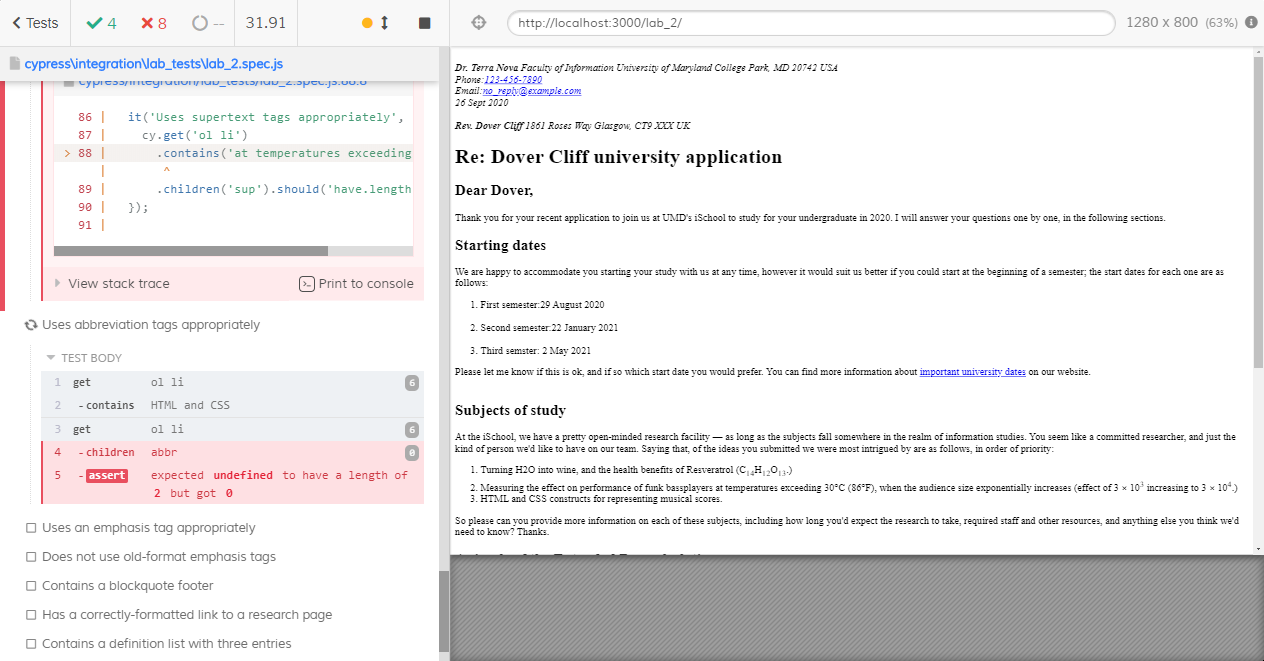 Tests
4
8
--
31.91
http://localhost:3000/lab_2/
1280 x 800 (63%)
cypress\integration\lab_tests\lab_2.spec.js
cypress/integration/lab_tests/lab_2.spec.js:88:8
86 | it('Uses supertext tags appropriately',
87 | cy.get('ol li')
> 88 | .contains('at temperatures exceeding
| ^
89 | .children('sup').should('have.length
90 | });
91 |
View stack trace
Print to console
Uses abbreviation tags appropriately
TEST BODY
1 get ol li 6
2 -contains HTML and CSS
3 get ol li 6
4 -children abbr 0
5 -assert expected undefined to have a length of
2 but got 0
Uses an emphasis tag appropriately
Does not use old-format emphasis tags
Contains a blockquote footer
Has a correctly-formatted link to a research page
Contains a definition list with three entries
Dr. Terra Nova Faculty of Information University of Maryland College Park, MD 20742 USA
Phone:123-456-7890
Email:no_reply@example.com
26 Sept 2020
Rev. Dover Cliff 1861 Roses Way Glasgow, CT9 XXX UK
Re: Dover Cliff university application
Dear Dover,
Thank you for your recent application to join us at UMD's iSchool to study for your undergraduate in 2020. I will answer your questions one by one, in the following sections.
Starting dates
We are happy to accommodate you starting your study with us at any time, however it would suit us better if you could start at the beginning of a semester; the start dates for each one are as
follows:
1. First semester:29 August 2020
2. Second semester:22 January 2021
3. Third semster: 2 May 2021
Please let me know if this is ok, and if so which start date you would prefer. You can find more information about important university dates on our website.
Subjects of study
At the iSchool, we have a pretty open-minded research facility — as long as the subjects fall somewhere in the realm of information studies. You seem like a committed researcher, and just the
kind of person we'd like to have on our team. Saying that, of the ideas you submitted we were most intrigued by are as follows, in order of priority:
1. Turning H2O into wine, and the health benefits of Resveratrol (C₁₄H₁₂O₁₃.)
2. Measuring the effect on performance of funk bassplayers at temperatures exceeding 30°C (86°F), when the audience size exponentially increases (effect of 3 × 10³ increasing to 3 × 10⁴.)
3. HTML and CSS constructs for representing musical scores.
So please can you provide more information on each of these subjects, including how long you'd expect the research to take, required staff and other resources, and anything else you think we'd
need to know? Thanks.